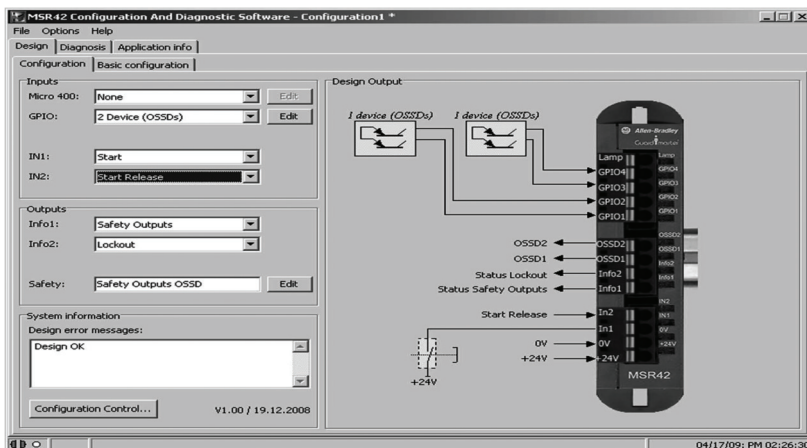 MSR42 Configuration And Diagnostic Software - Configuration1 *
File Options Help
Design Diagnosis Application info
Configuration Basic configuration
Inputs
Micro 400: None Edit
GPIO: 2 Device (OSSDs) Edit
IN1: Start
IN2: Start Release
Outputs
Info1: Safety Outputs
Info2: Lockout
Safety: Safety Outputs OSSD Edit
System information
Design error messages:
Design OK
Configuration Control... V1.00 / 19.12.2008
Design Output
1 device (OSSDs) 1 device (OSSDs)
Allen-Bradley
Guardmaster
Lamp Lamp
GPIO4 GPIO4
GPIO3 GPIO3
GPIO2 GPIO2
GPIO1 GPIO1
OSSD2 OSSD2 OSSD2
OSSD1 OSSD1 OSSD1
Status Lockout Info2 Info2
Status Safety Outputs Info1 Info1
Start Release In2 IN2
In1 IN1
0V 0V 0V
+24V +24V +24V
+24V
MSR42
04/17/09: PM 02:26:30